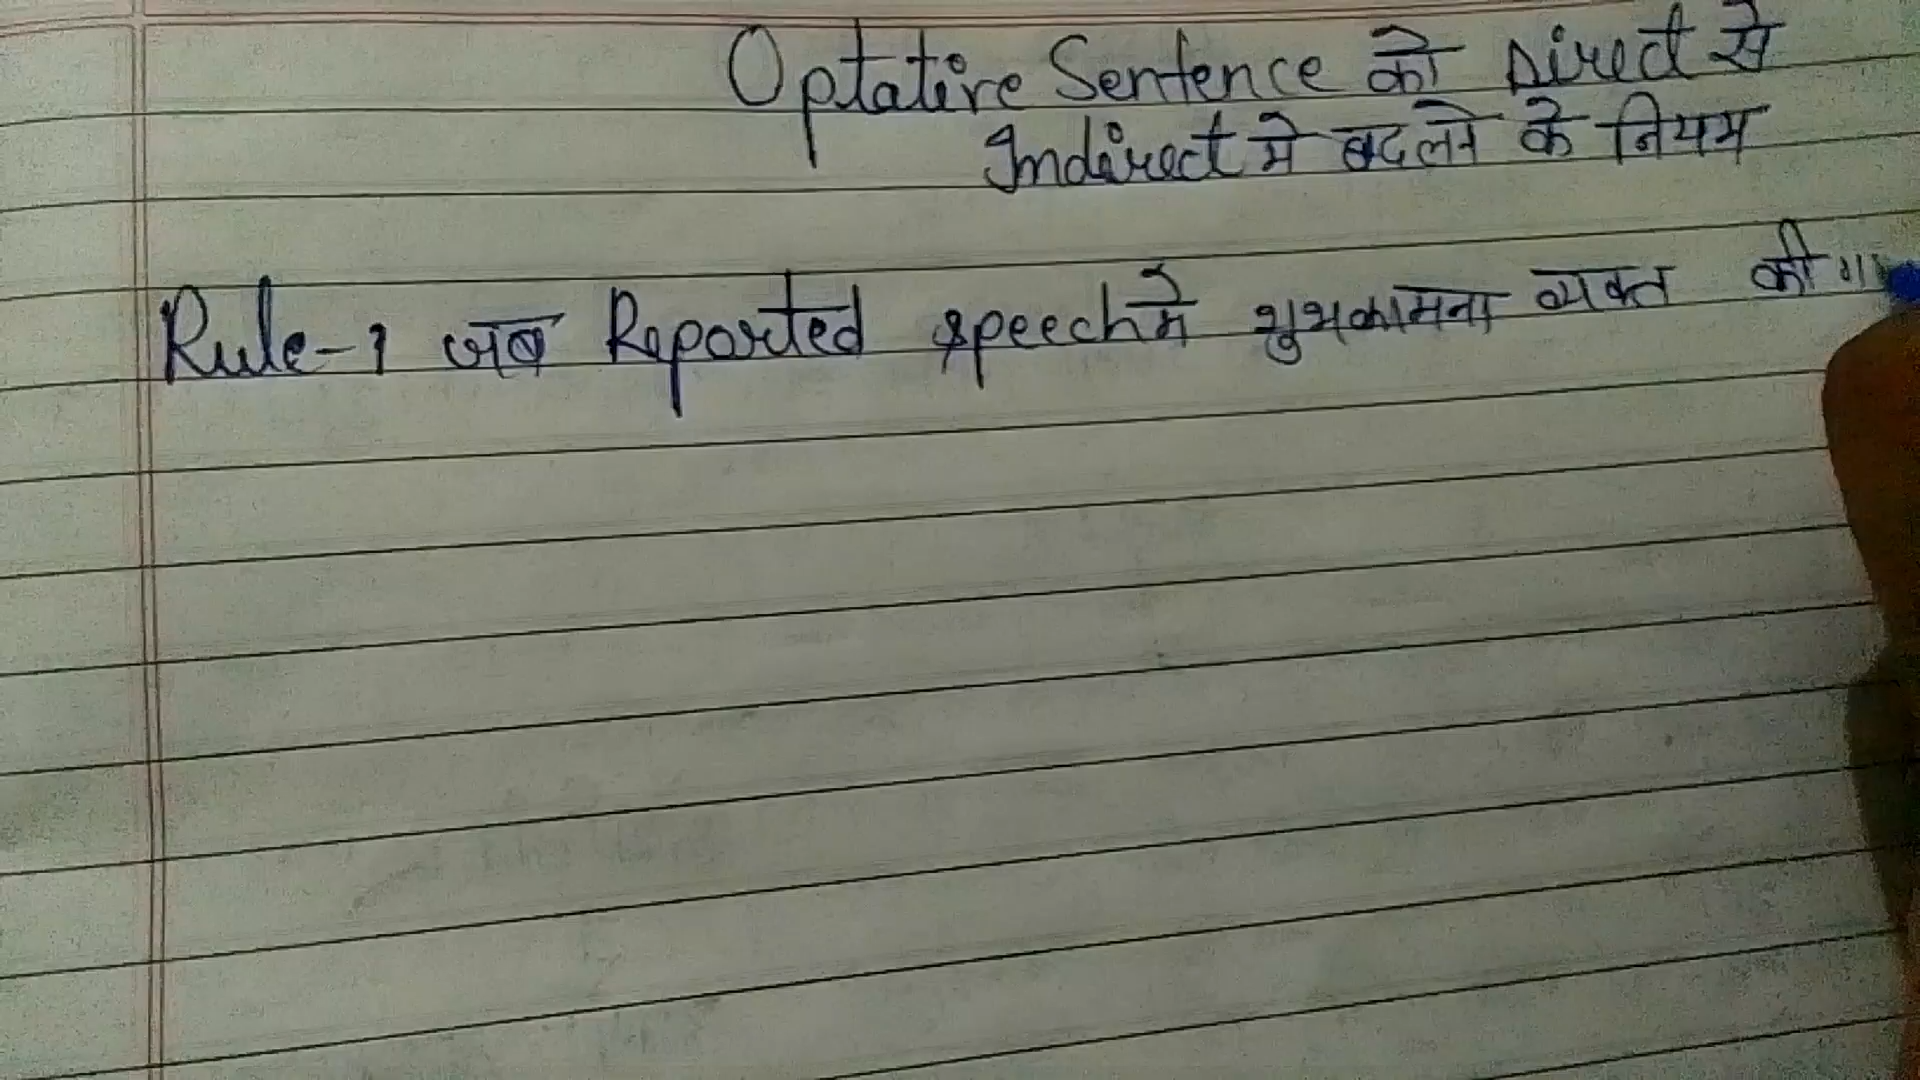 Optative Sentence को Direct से
Indirect मे बदलने के नियम
Rule-1 जब Reported speech मे शुभकामना व्यक्त की